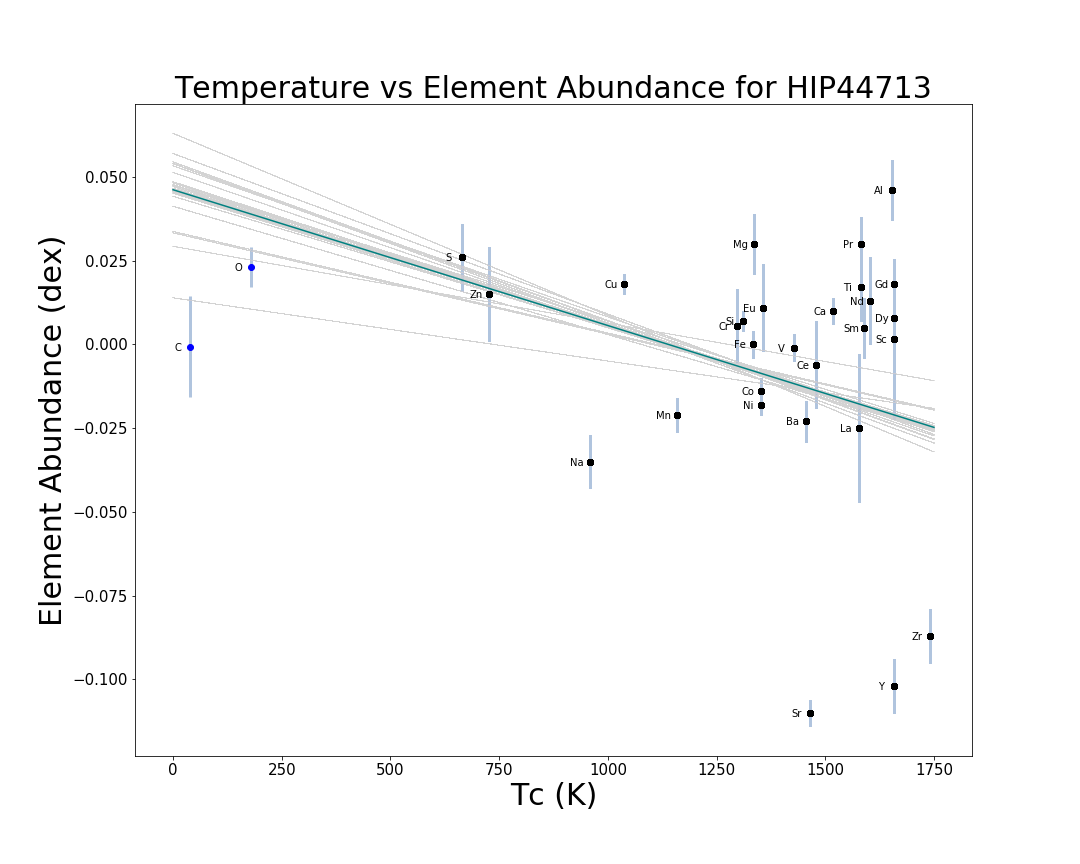 Temperature vs Element Abundance for HIP44713
Element Abundance (dex)
0.050
0.025
0.000
−0.025
−0.050
−0.075
−0.100
Al
Mg
Pr
S
O
Zn
Cu
Ti
Gd
Nd
Eu
Ca
Si
Cr
Dy
Sm
Sc
Fe
V
C
Ce
Co
Ni
Mn
Ba
La
Na
Zr
Y
Sr
0
250
500
750
1000
1250
1500
1750
Tc (K)